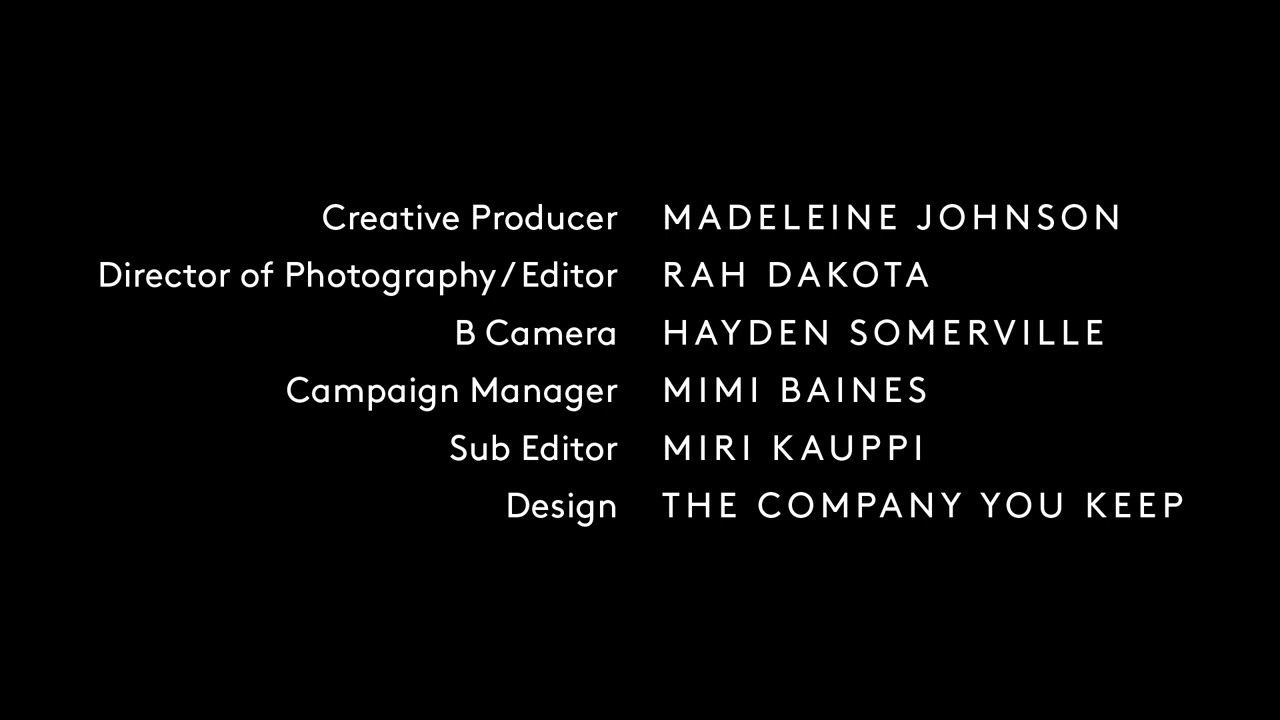 Creative Producer MADELEINE JOHNSON
Director of Photography/Editor RAH DAKOTA
B Camera HAYDEN SOMERVILLE
Campaign Manager MIMI BAINES
Sub Editor MIRI KAUPPI
Design THE COMPANY YOU KEEP